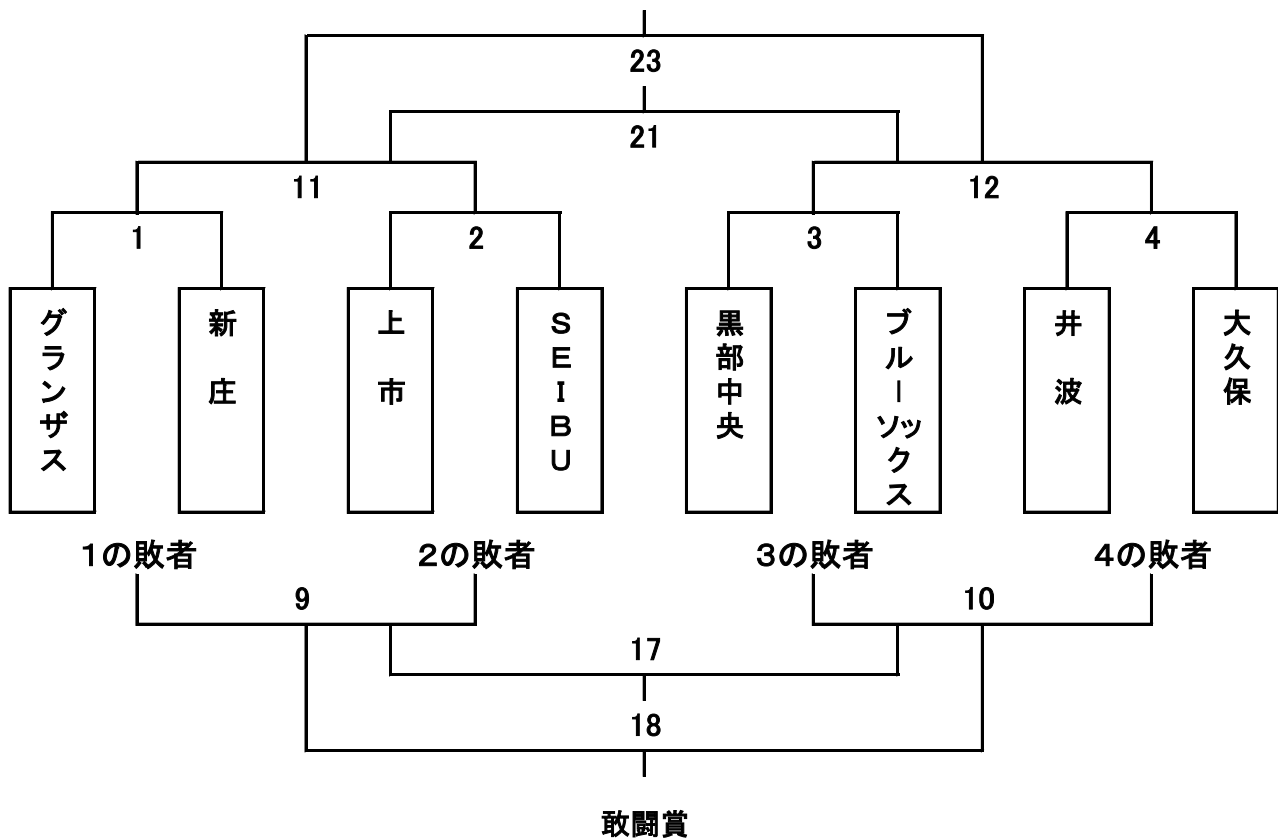 23
21
11
12
1
2
3
4
グランザス
新庄
上市
SEIBU
黒部中央
ブルーソックス
井波
大久保
1の敗者
2の敗者
3の敗者
4の敗者
9
10
17
18
敢闘賞